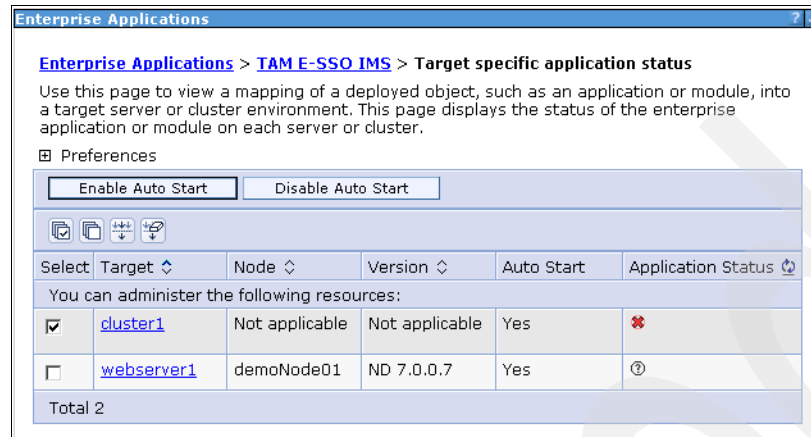 Enterprise Applications ?
Enterprise Applications > TAM E-SSO IMS > Target specific application status
Use this page to view a mapping of a deployed object, such as an application or module, into
a target server or cluster environment. This page displays the status of the enterprise
application or module on each server or cluster.
Preferences
Enable Auto Start Disable Auto Start
Select Target Node Version Auto Start Application Status
You can administer the following resources:
cluster1 Not applicable Not applicable Yes
webserver1 demoNode01 ND 7.0.0.7 Yes ?
Total 2